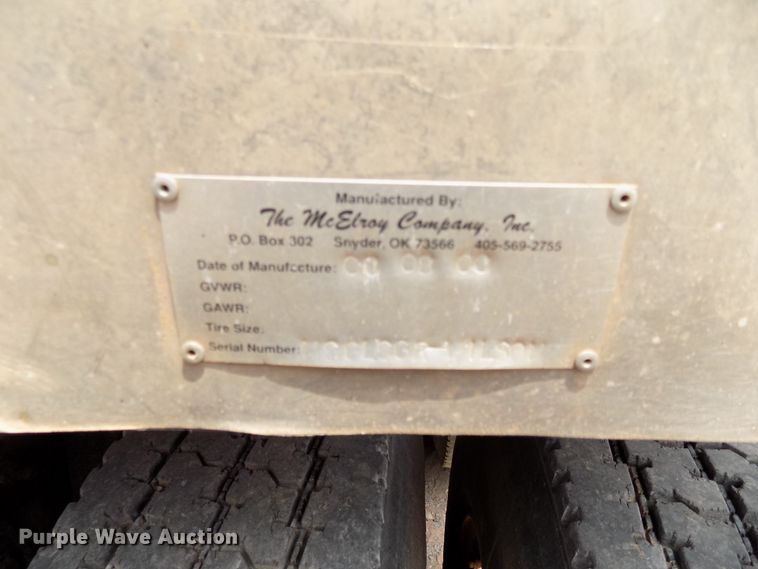 Manufactured By:
The McElroy Company, Inc.
P.O. Box 302 Snyder, OK 73566 405-569-2755
Date of Manufacture:
GVWR:
GAWR:
Tire Size:
Serial Number:
Purple Wave Auction